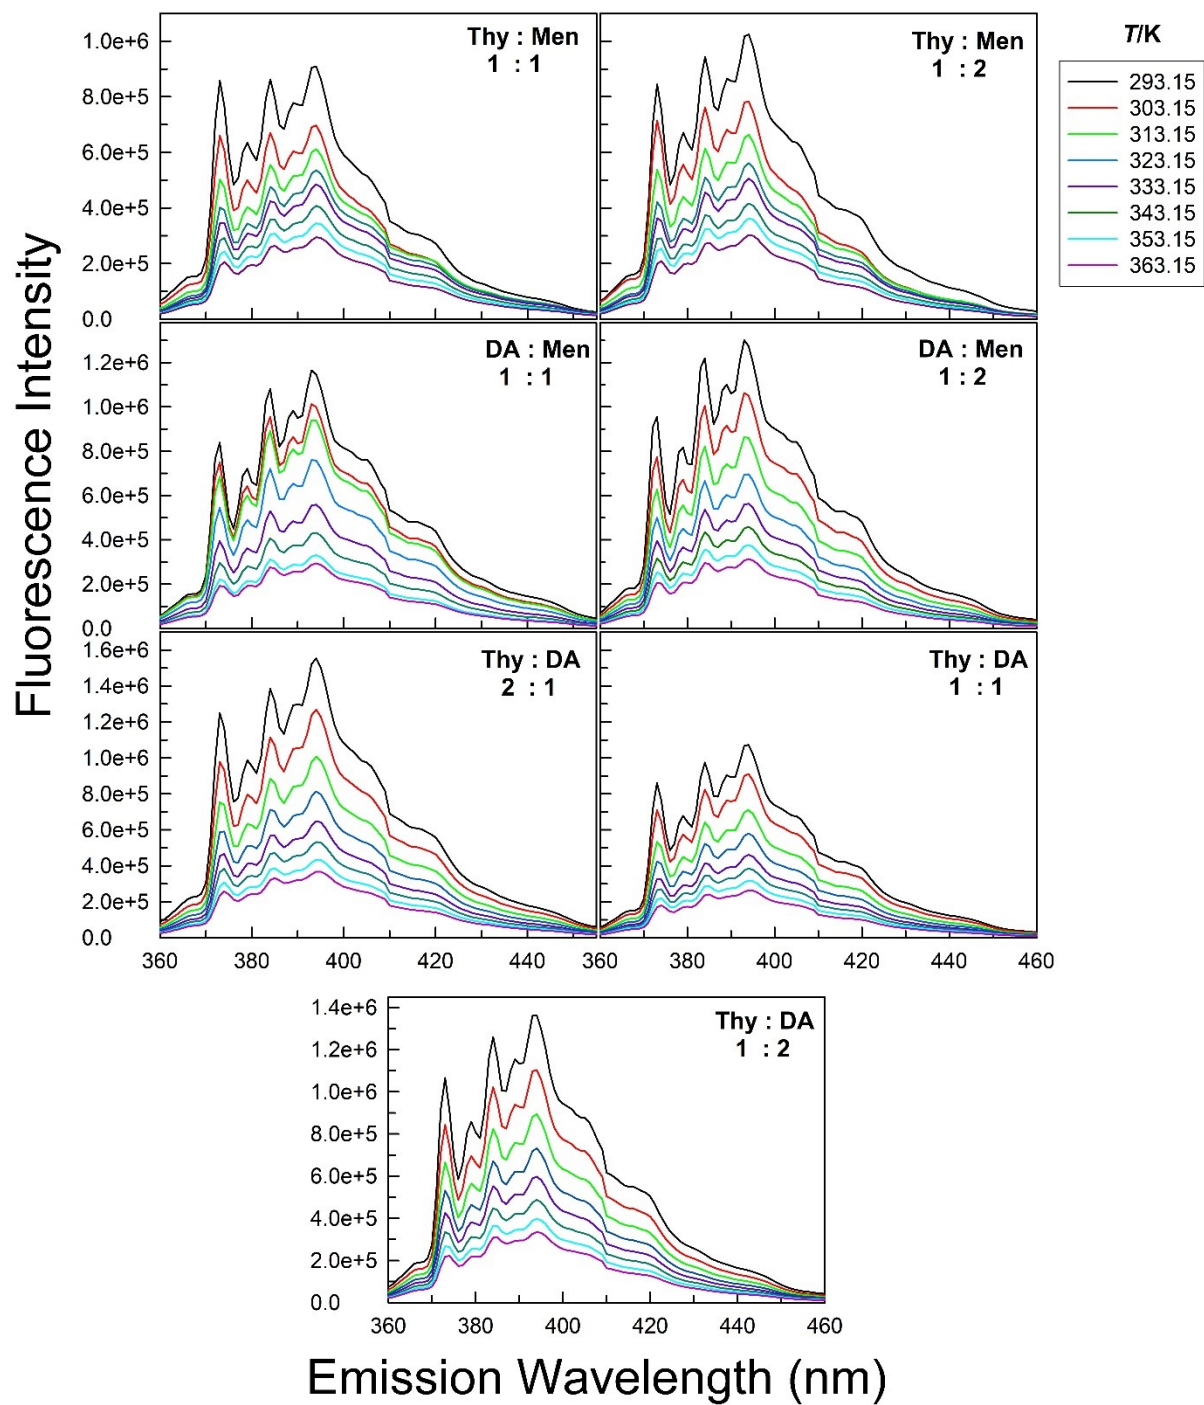 Fluorescence Intensity
Thy : Men
1 : 1
1.0e+6
8.0e+5
6.0e+5
4.0e+5
2.0e+5
0.0
Thy : Men
1 : 2
T/K
293.15
303.15
313.15
323.15
333.15
343.15
353.15
363.15
DA : Men
1 : 1
1.2e+6
1.0e+6
8.0e+5
6.0e+5
4.0e+5
2.0e+5
0.0
DA : Men
1 : 2
Thy : DA
2 : 1
1.6e+6
1.4e+6
1.2e+6
1.0e+6
8.0e+5
6.0e+5
4.0e+5
2.0e+5
0.0
Thy : DA
1 : 1
360 380 400 420 440 360 380 400 420 440 460
Thy : DA
1 : 2
1.4e+6
1.2e+6
1.0e+6
8.0e+5
6.0e+5
4.0e+5
2.0e+5
0.0
360 380 400 420 440 460
Emission Wavelength (nm)